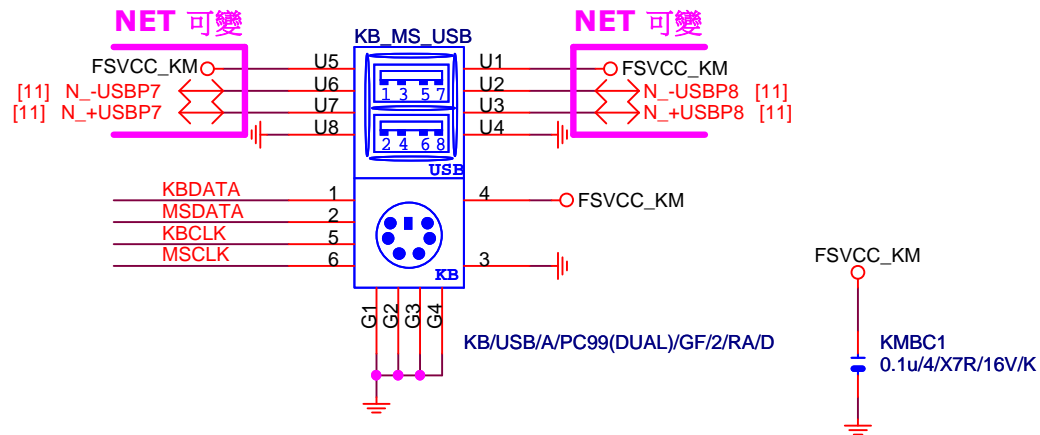 NET 可變
NET 可變
KB_MS_USB
FSVCC_KM
U5
U1
FSVCC_KM
[11] N_-USBP7
U6
U2
N_-USBP8 [11]
[11] N_+USBP7
U7
U3
N_+USBP8 [11]
U8
U4
1 3 5 7
2 4 6 8
USB
KBDATA
1
4
FSVCC_KM
MSDATA
2
KBCLK
5
MSCLK
6
3
KB
G1
G2
G3
G4
KB/USB/A/PC99(DUAL)/GF/2/RA/D
FSVCC_KM
KMBC1
0.1u/4/X7R/16V/K